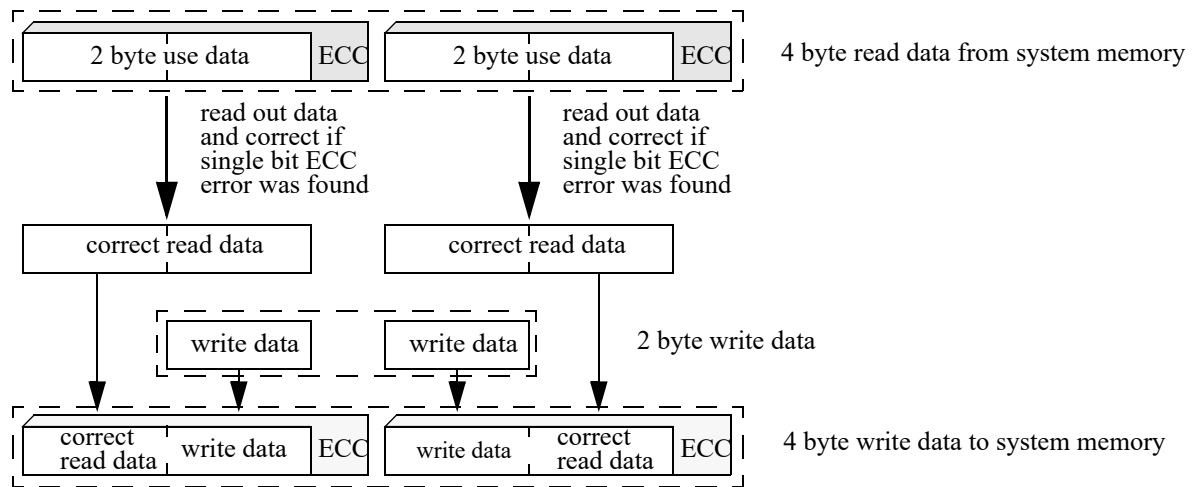 2 byte use data ECC 2 byte use data ECC 4 byte read data from system memory
read out data
and correct if
single bit ECC
error was found
read out data
and correct if
single bit ECC
error was found
correct read data correct read data
write data write data 2 byte write data
correct
read data write data ECC write data correct
read data ECC 4 byte write data to system memory